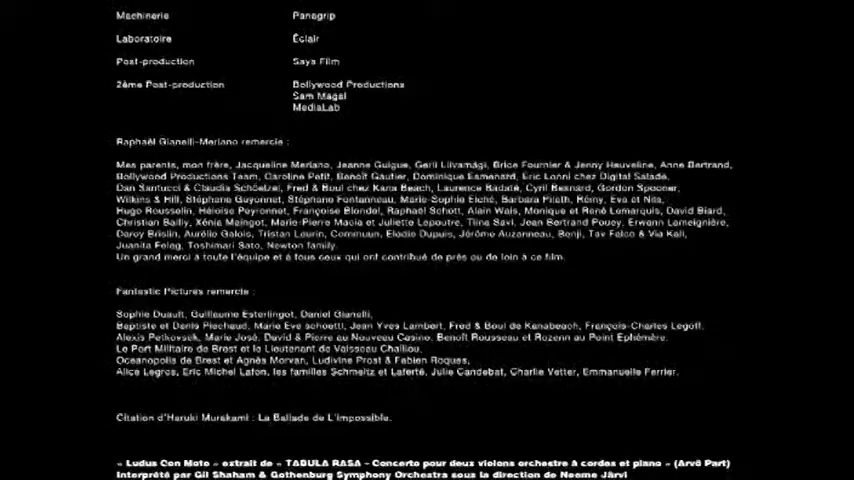 Machinerie Panagrip
Laboratoire Éclair
Post-production Saya Film
2ème Post-production Bollywood Productions
Sam Magal
MediaLab
Raphaël Gianelli-Meriano remercie :
Mes parents, mon frère, Jacqueline Meriano, Jeanne Guigue, Gerli Liivamägi, Brice Fournier & Jenny Hauveline, Anne Bertrand,
Bollywood Productions Team, Caroline Petit, Benoît Gautier, Dominique Esmenard, Eric Lonni chez Digital Salade,
Dan Santucci & Claudia Schöelzel, Fred & Boul chez Kana Beach, Laurence Badaté, Cyril Besnard, Gordon Spooner,
Wilkins & Hill, Stéphane Guyonnet, Stéphane Fontanneau, Marie-Sophie Eiché, Barbara Pilath, Rémy, Eva et Nita,
Hugo Rousselin, Héloïse Peyronnet, Françoise Blondel, Raphaël Schott, Alain Wais, Monique et René Lemarquis, David Biard,
Christian Bailly, Xénia Maingot, Marie-Pierre Macia et Juliette Lepoutre, Tiina Savi, Jean Bertrand Pouey, Erwann Lameignière,
Darcy Brislin, Aurélie Galois, Tristan Leurin, Commuun, Elodie Dupuis, Jérôme Auzanneau, Benji, Tav Falco & Via Kali,
Juanita Feleg, Toshimari Sato, Newton family.
Un grand merci à toute l'équipe et à tous ceux qui ont contribué de près ou de loin à ce film.
Fantastic Pictures remercie :
Sophie Duault, Guillaume Esterlingot, Daniel Gianelli,
Baptiste et Denis Piechaud, Marie Eve schoettl, Jean Yves Lambert, Fred & Boul de Kanabeach, François-Charles Legoff,
Alexis Petkovsek, Marie José, David & Pierre au Nouveau Casino, Benoît Rousseau et Rozenn au Point Ephémère,
Le Port Militaire de Brest et le Lieutenant de Vaisseau Challiou,
Oceanopolis de Brest et Agnès Morvan, Ludivine Prost & Fabien Roques,
Alice Legros, Eric Michel Lafon, les familles Schmeltz et Laferté, Julie Candebat, Charlie Vetter, Emmanuelle Ferrier.
Citation d'Haruki Murakami : La Ballade de L'impossible.
« Ludus Con Moto » extrait de « TABULA RASA - Concerto pour deux violons orchestre à cordes et piano » (Arvö Part)
Interprété par Gil Shaham & Gothenburg Symphony Orchestra sous la direction de Neeme Järvi